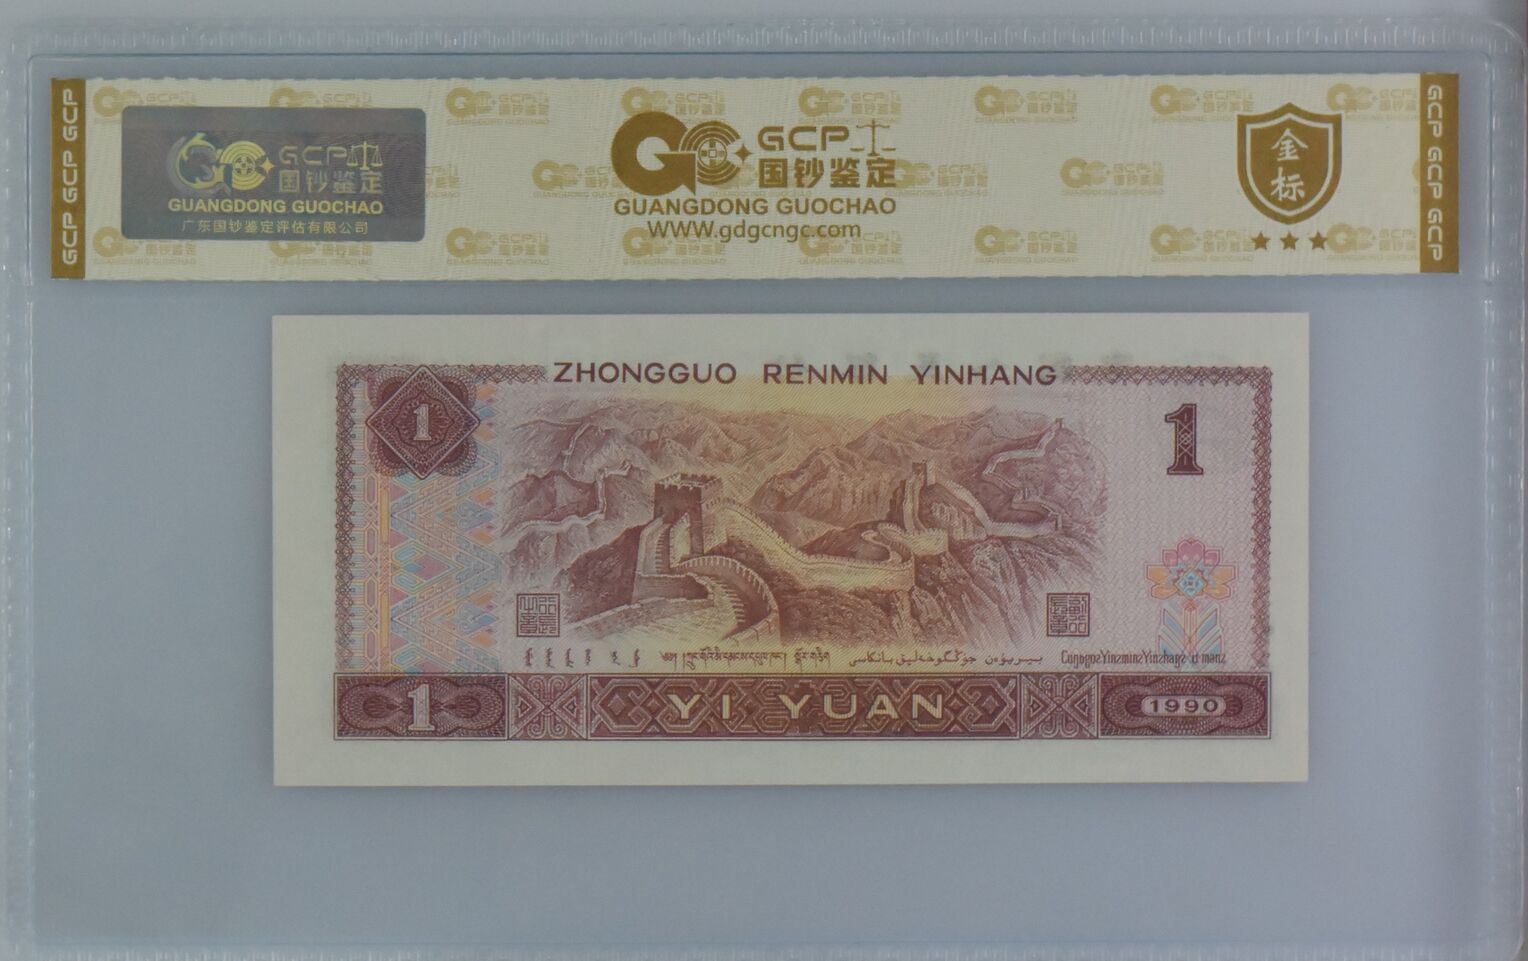 GCP GCP GCP
GCP
国钞鉴定
GUANGDONG GUOCHAO
广东国钞鉴定评估有限公司
GCP
国钞鉴定
GUANGDONG GUOCHAO
WWW.gdgcngc.com
金标
GCP GCP GCP
ZHONGGUO RENMIN YINHANG
1
1
1
YI YUAN
1990